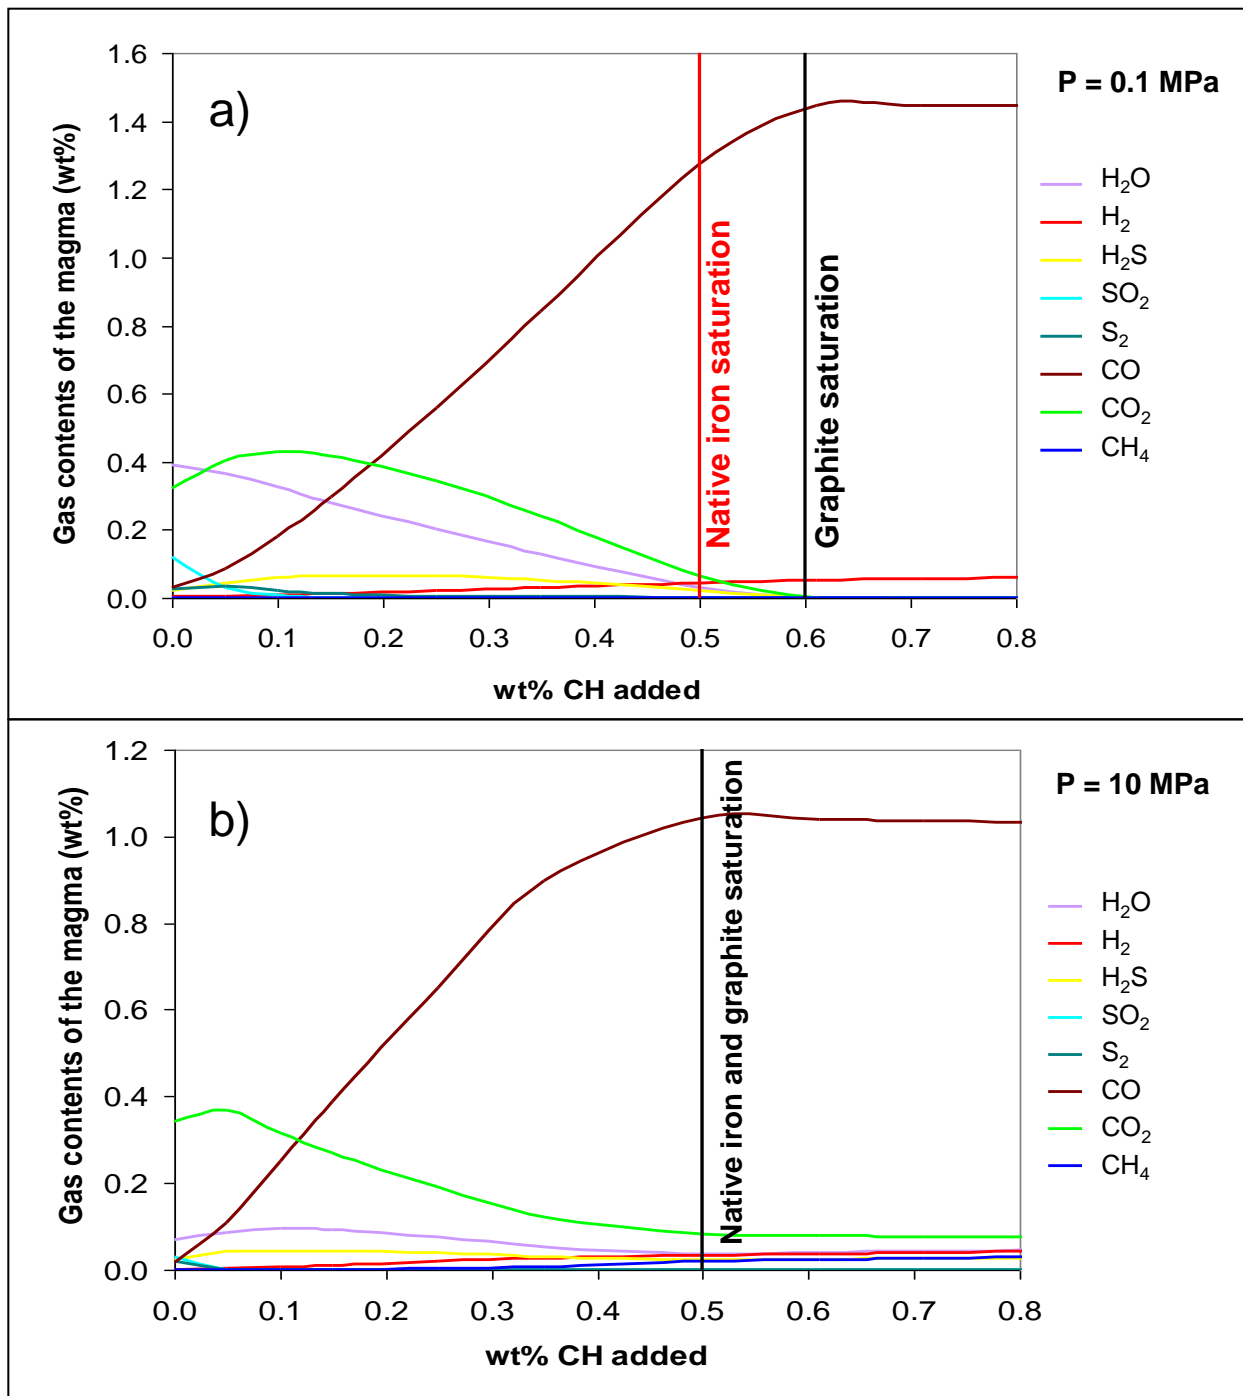 a)
P = 0.1 MPa
Gas contents of the magma (wt%)
1.6
1.4
1.2
1.0
0.8
0.6
0.4
0.2
0.0
Native iron saturation
Graphite saturation
H₂O
H₂
H₂S
SO₂
S₂
CO
CO₂
CH₄
0.0 0.1 0.2 0.3 0.4 0.5 0.6 0.7 0.8
wt% CH added
b)
P = 10 MPa
Gas contents of the magma (wt%)
1.2
1.0
0.8
0.6
0.4
0.2
0.0
Native iron and graphite saturation
H₂O
H₂
H₂S
SO₂
S₂
CO
CO₂
CH₄
0.0 0.1 0.2 0.3 0.4 0.5 0.6 0.7 0.8
wt% CH added